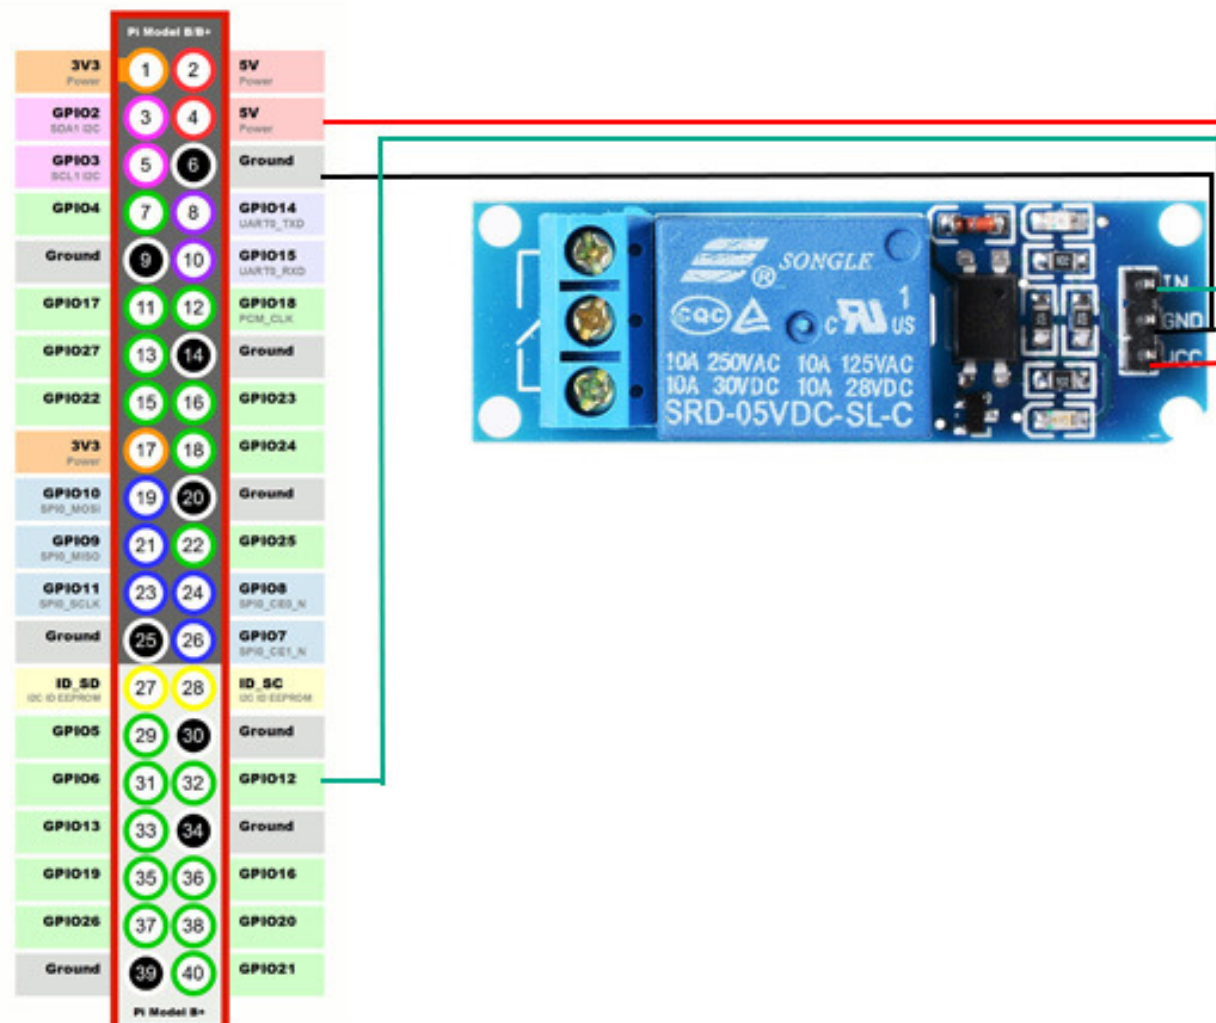 Pi Model B/B+
3V3
Power
1
2
5V
Power
GPIO2
SDA1 I2C
3
4
5V
Power
GPIO3
SCL1 I2C
5
6
Ground
GPIO4
7
8
GPIO14
UART0_TXD
Ground
9
10
GPIO15
UART0_RXD
GPIO17
11
12
GPIO18
PCM_CLK
GPIO27
13
14
Ground
GPIO22
15
16
GPIO23
3V3
Power
17
18
GPIO24
GPIO10
SPI0_MOSI
19
20
Ground
GPIO9
SPI0_MISO
21
22
GPIO25
GPIO11
SPI0_SCLK
23
24
GPIO8
SPI0_CE0_N
Ground
25
26
GPIO7
SPI0_CE1_N
ID_SD
I2C ID EEPROM
27
28
ID_SC
I2C ID EEPROM
GPIO5
29
30
Ground
GPIO6
31
32
GPIO12
GPIO13
33
34
Ground
GPIO19
35
36
GPIO16
GPIO26
37
38
GPIO20
Ground
39
40
GPIO21
Pi Model B+
SONGLE
®
CQC
C US
1
10A 250VAC 10A 125VAC
10A 30VDC 10A 28VDC
SRD-05VDC-SL-C
IN
GND
VCC